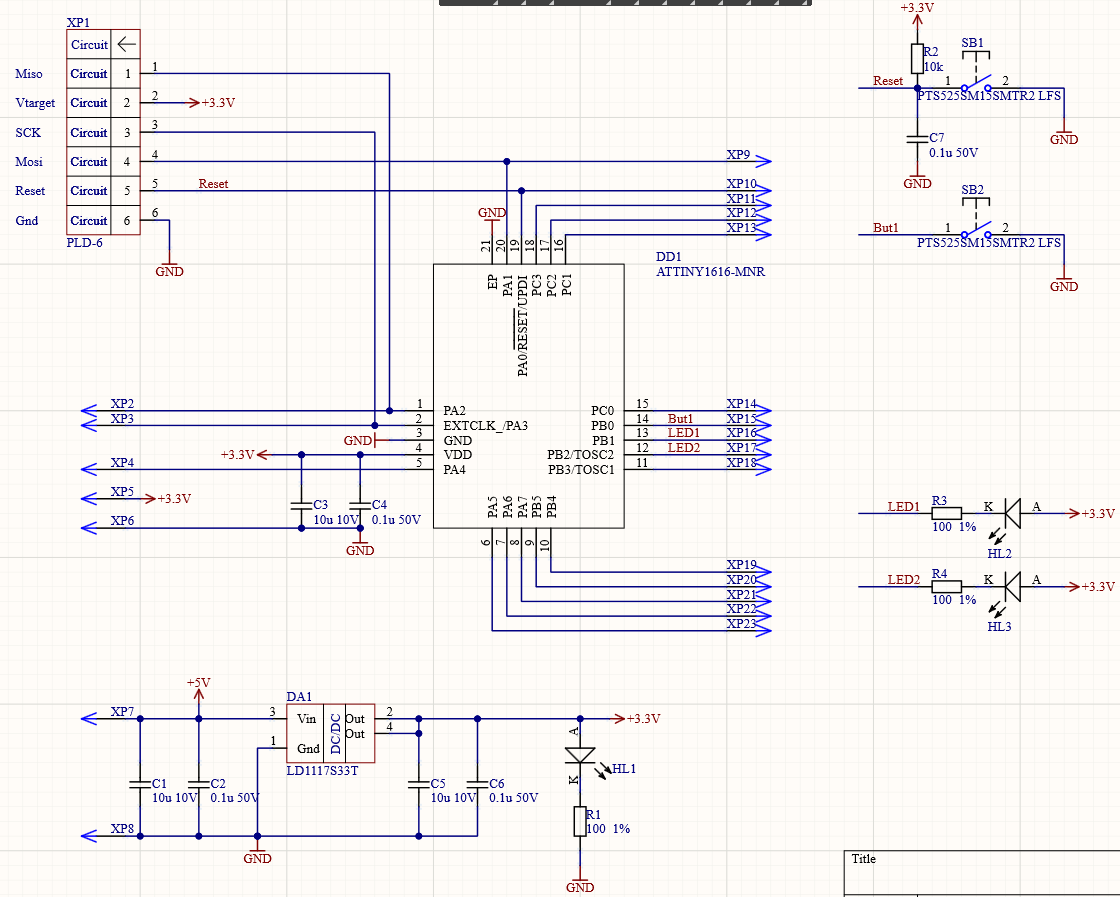 XP1
Circuit
Miso Circuit 1 1
Vtarget Circuit 2 2 +3.3V
SCK Circuit 3 3
Mosi Circuit 4 4 XP9
Reset Circuit 5 5 Reset XP10
Gnd Circuit 6 6
PLD-6
GND
XP11
XP12
XP13
GND
21 20 19 18 17 16
EP PA1 PA0/RESET/UPDI PC3 PC2 PC1
DD1
ATTINY1616-MNR
XP2 1 PA2
XP3 2 EXTCLK_/PA3
GND 3 GND
+3.3V 4 VDD
XP4 5 PA4
XP5 +3.3V
XP6
C3
10u 10V
C4
0.1u 50V
GND
PC0 15 XP14
PB0 14 But1 XP15
PB1 13 LED1 XP16
PB2/TOSC2 12 LED2 XP17
PB3/TOSC1 11 XP18
PA5 PA6 PA7 PB5 PB4
6 7 8 9 10
XP19
XP20
XP21
XP22
XP23
+3.3V
R2
10k
SB1
Reset 1 2
PTS525SM15SMTR2 LFS
GND
C7
0.1u 50V
GND
SB2
But1 1 2
PTS525SM15SMTR2 LFS
GND
LED1 R3 K A +3.3V
100 1%
HL2
LED2 R4 K A +3.3V
100 1%
HL3
+5V
XP7
DA1
3 Vin DC/DC Out 2
Out 4
1 Gnd
LD1117S33T
+3.3V
C1
10u 10V
C2
0.1u 50V
C5
10u 10V
C6
0.1u 50V
A
HL1
K
R1
100 1%
XP8
GND
GND
Title